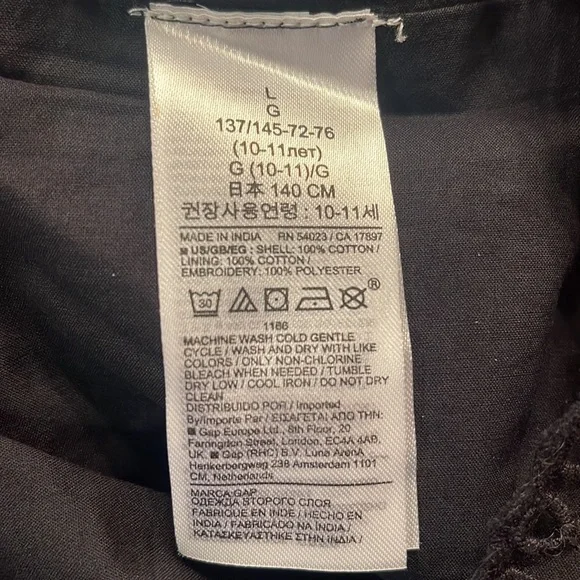 L
G
137/145-72-76
(10-11лет)
G (10-11)/G
日本 140 CM
권장사용연령 : 10-11세
MADE IN INDIA RN 54023 / CA 17897
■ US/GB/EG : SHELL: 100% COTTON /
LINING: 100% COTTON /
EMBROIDERY: 100% POLYESTER
30
®
1166
MACHINE WASH COLD GENTLE
CYCLE / WASH AND DRY WITH LIKE
COLORS / ONLY NON-CHLORINE
BLEACH WHEN NEEDED / TUMBLE
DRY LOW / COOL IRON / DO NOT DRY
CLEAN
DISTRIBUIDO POR / Imported
By/Importe Par / ΕΙΣΑΓΕΤΑΙ ΑΠΟ ΤΗΝ:
■ Gap Europe Ltd., 8th Floor, 20
Farringdon Street, London, EC4A 4AB,
UK. ■ Gap (RHC) B.V. Luna ArenA,
Herikerbergweg 238 Amsterdam 1101
CM, Netherlands
MARCA:GAP
ОДЕЖДА ВТОРОГО СЛОЯ
FABRIQUE EN INDE / HECHO EN
INDIA / FABRICADO NA INDIA /
ΚΑΤΑΣΚΕΥΑΣΤΗΚΕ ΣΤΗΝ ΙΝΔΙΑ /